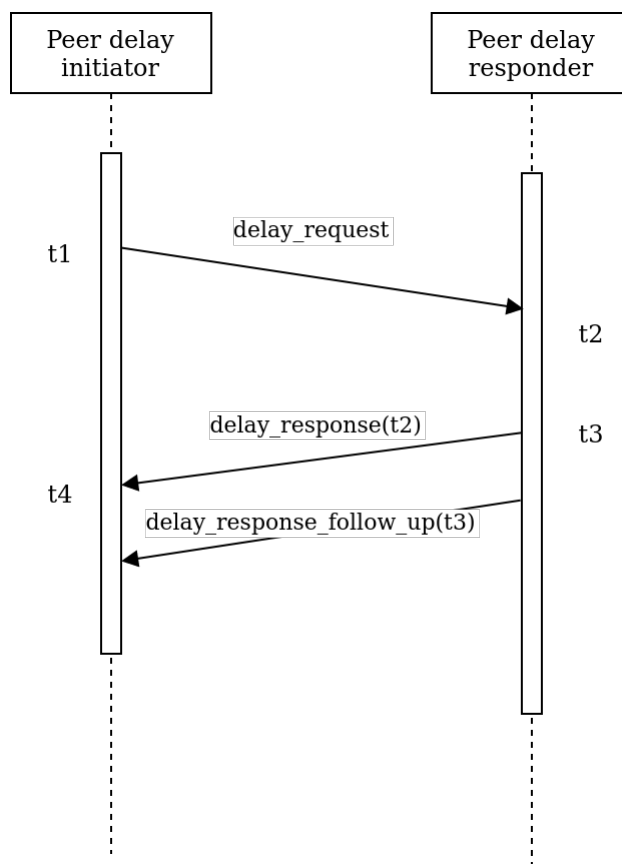 Peer delay
initiator
Peer delay
responder
delay_request
t1
t2
delay_response(t2)
t3
t4
delay_response_follow_up(t3)